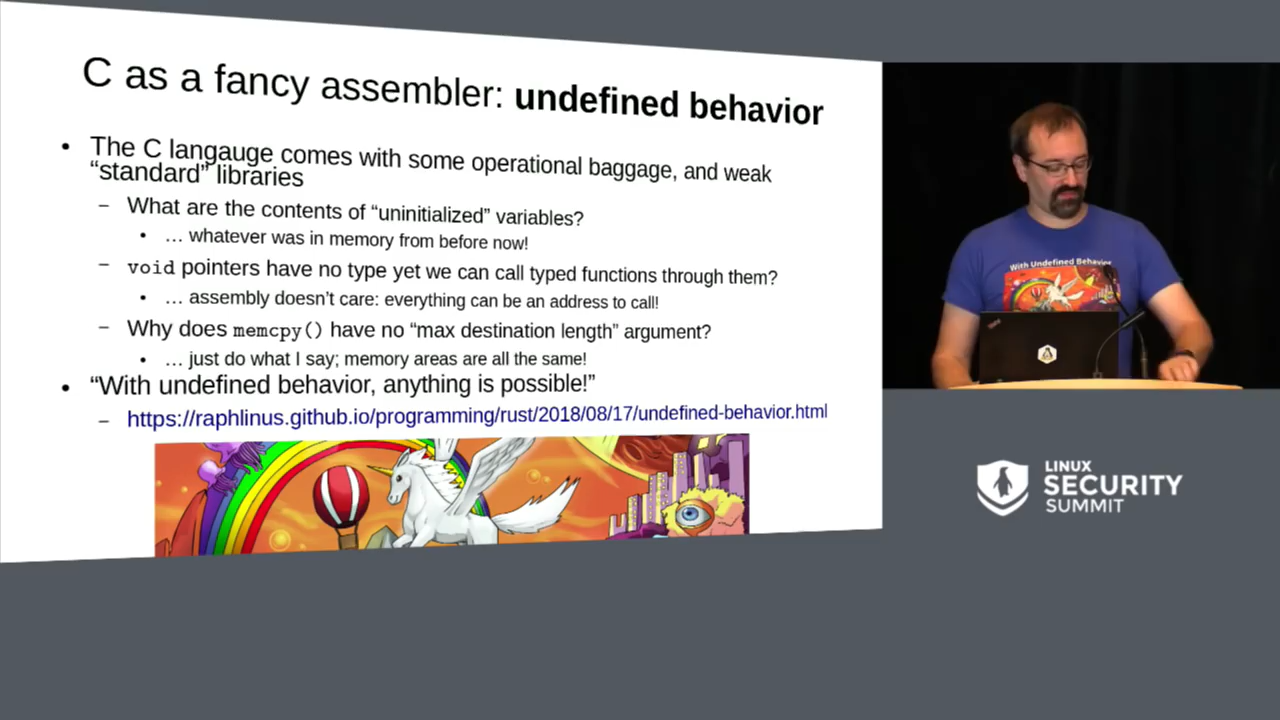 C as a fancy assembler: undefined behavior
• The C langauge comes with some operational baggage, and weak
“standard” libraries
– What are the contents of “uninitialized” variables?
• … whatever was in memory from before now!
– void pointers have no type yet we can call typed functions through them?
• … assembly doesn’t care: everything can be an address to call!
– Why does memcpy() have no “max destination length” argument?
• … just do what I say; memory areas are all the same!
• “With undefined behavior, anything is possible!”
– https://raphlinus.github.io/programming/rust/2018/08/17/undefined-behavior.html
With Undefined Behavior
LINUX
SECURITY
SUMMIT